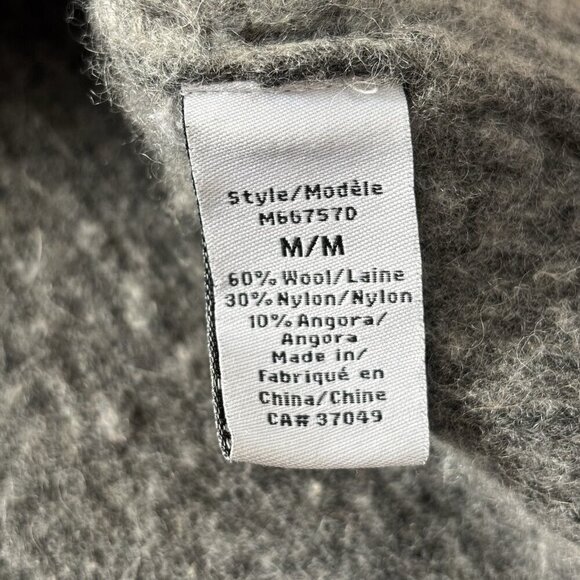 Style/Modèle
M667570
M/M
60% Wool/Laine
30% Nylon/Nylon
10% Angora/
Angora
Made in/
Fabriqué en
China/Chine
CA# 37049